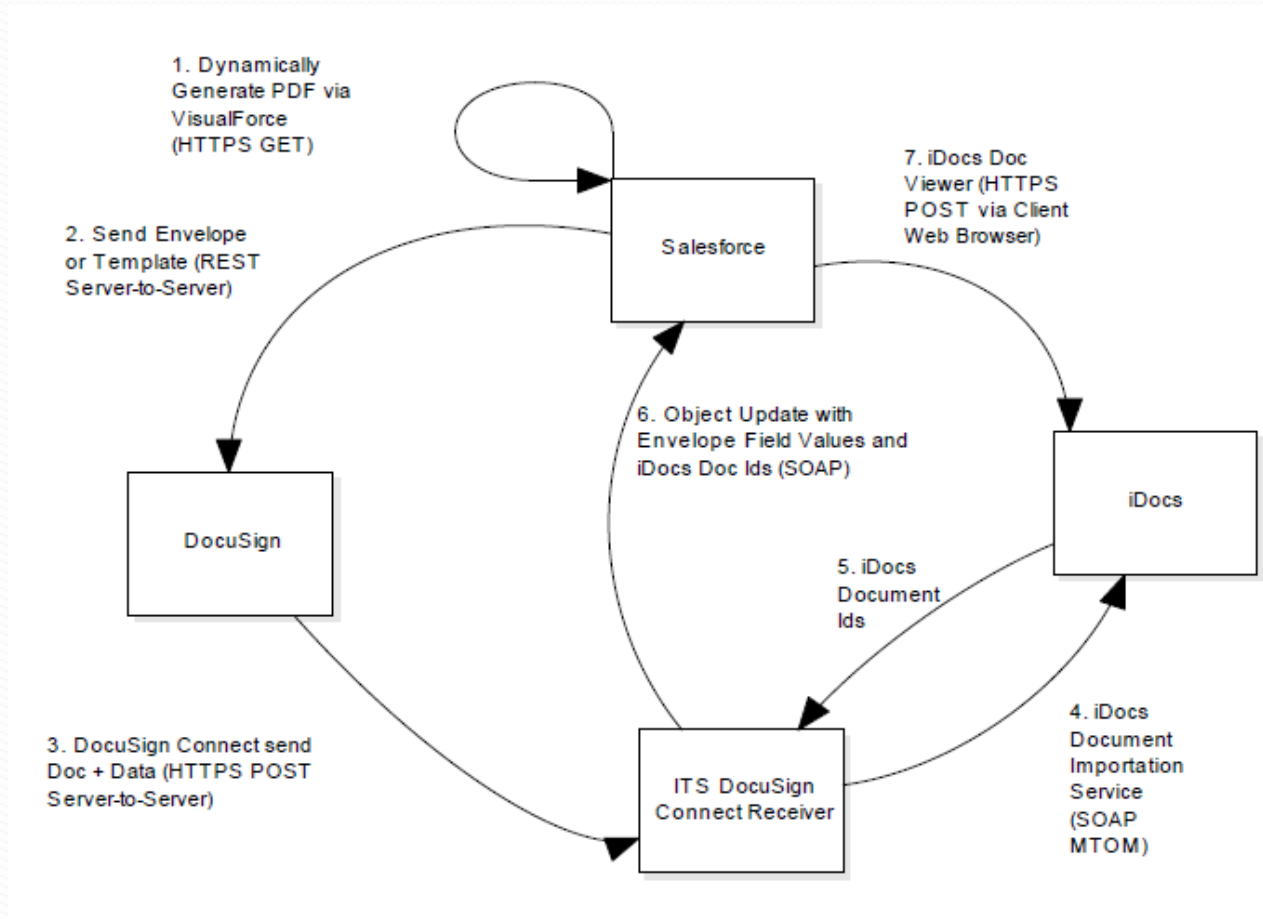 1. Dynamically
Generate PDF via
VisualForce
(HTTPS GET)
7. iDocs Doc
Viewer (HTTPS
POST via Client
Web Browser)
2. Send Envelope
or Template (REST
Server-to-Server)
Salesforce
6. Object Update with
Envelope Field Values and
iDocs Doc Ids (SOAP)
iDocs
DocuSign
5. iDocs
Document
Ids
4. iDocs
Document
Importation
Service
(SOAP
MTOM)
3. DocuSign Connect send
Doc + Data (HTTPS POST
Server-to-Server)
ITS DocuSign
Connect Receiver